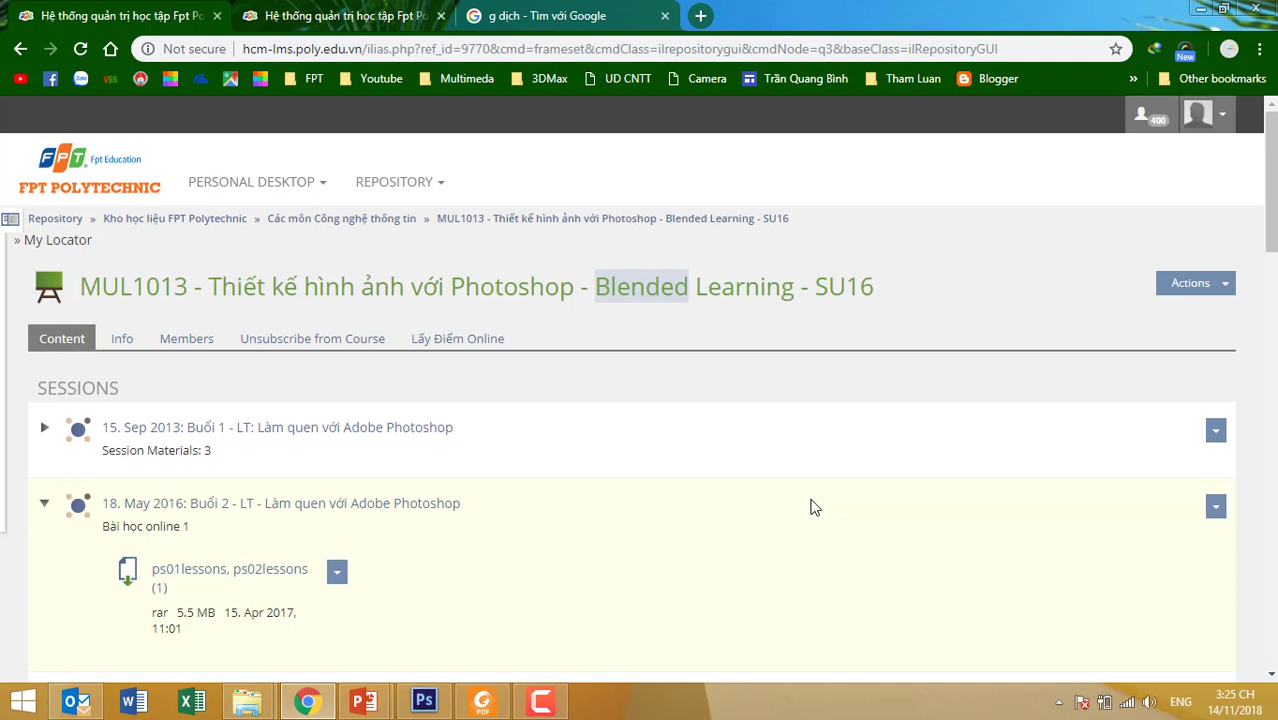 Hệ thống quản trị học tập Fpt Po
Hệ thống quản trị học tập Fpt Po
g dịch - Tìm với Google
Not secure
hcm-lms.poly.edu.vn/ilias.php?ref_id=9770&cmd=frameset&cmdClass=ilrepositorygui&cmdNode=q3&baseClass=ilRepositoryGUI
New
Zalo
VSS
FPT
Youtube
Multimeda
3DMax
UD CNTT
Camera
Trần Quang Bình
Tham Luan
Blogger
»
Other bookmarks
400
FPT Fpt Education
FPT POLYTECHNIC
PERSONAL DESKTOP
REPOSITORY
Repository » Kho học liệu FPT Polytechnic » Các môn Công nghệ thông tin » MUL1013 - Thiết kế hình ảnh với Photoshop - Blended Learning - SU16
» My Locator
MUL1013 - Thiết kế hình ảnh với Photoshop - Blended Learning - SU16
Actions
Content
Info
Members
Unsubscribe from Course
Lấy Điểm Online
SESSIONS
15. Sep 2013: Buổi 1 - LT: Làm quen với Adobe Photoshop
Session Materials: 3
18. May 2016: Buổi 2 - LT - Làm quen với Adobe Photoshop
Bài học online 1
ps01lessons, ps02lessons
(1)
rar 5.5 MB 15. Apr 2017,
11:01
Ps
PDF
ENG
3:25 CH
14/11/2018